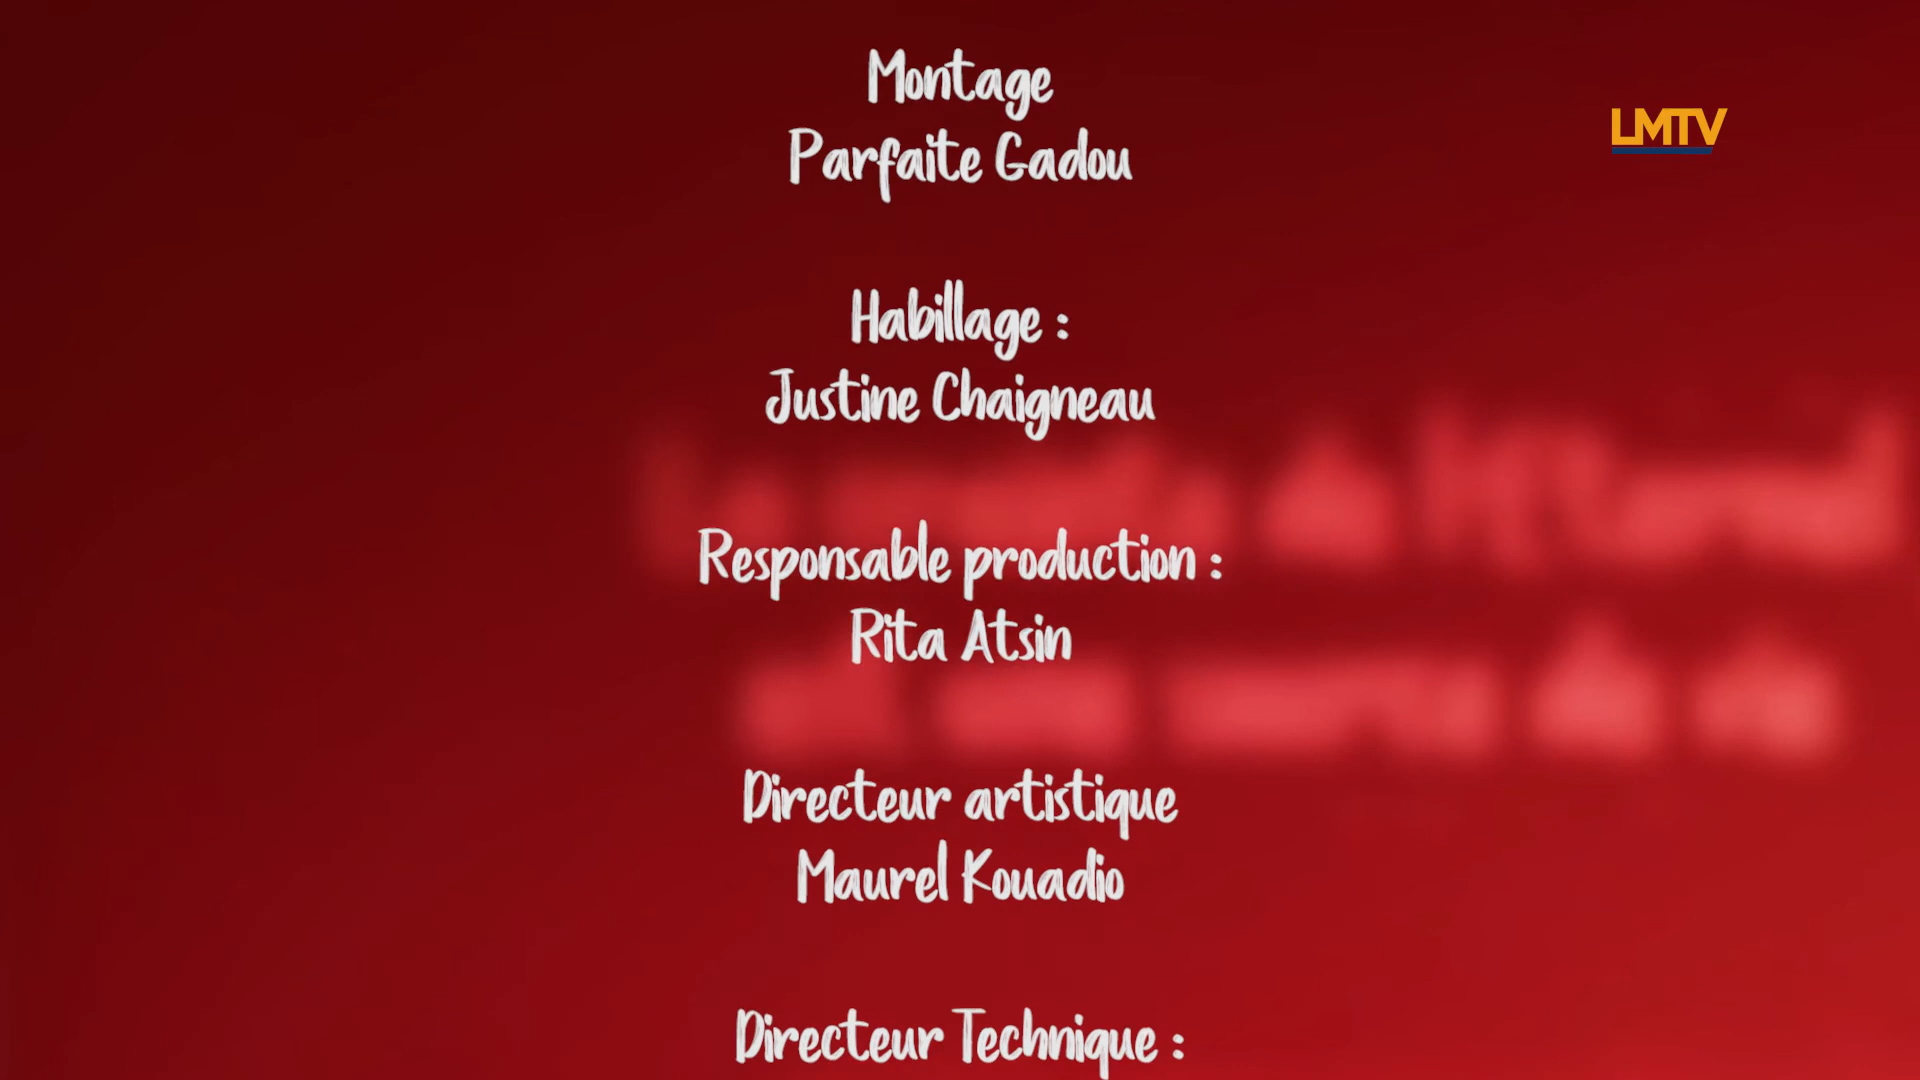 Montage
LMTV
Parfaite Gadou
Habillage :
Justine Chaigneau
Responsable production :
Rita Atsin
Directeur artistique
Maurel Kouadio
Directeur Technique :